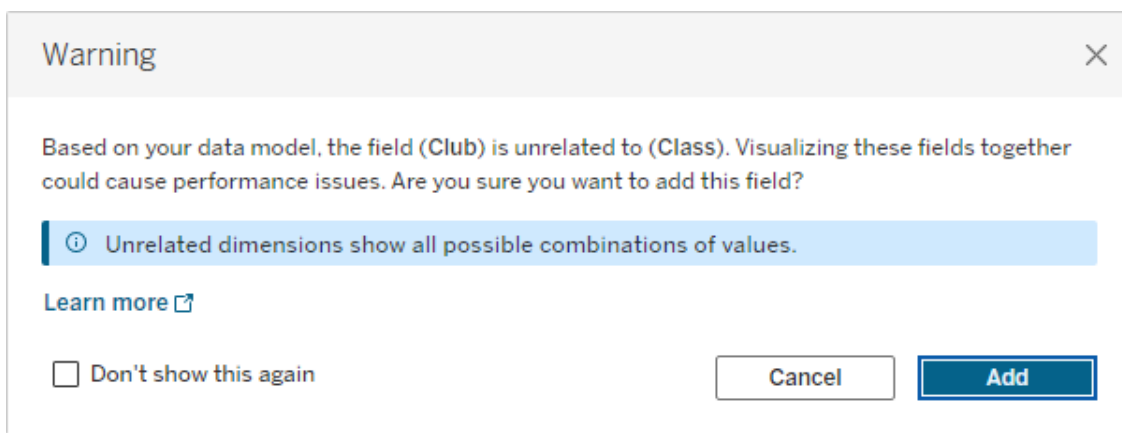 Warning
Based on your data model, the field (Club) is unrelated to (Class). Visualizing these fields together
could cause performance issues. Are you sure you want to add this field?
Unrelated dimensions show all possible combinations of values.
Learn more
Don't show this again
Cancel
Add